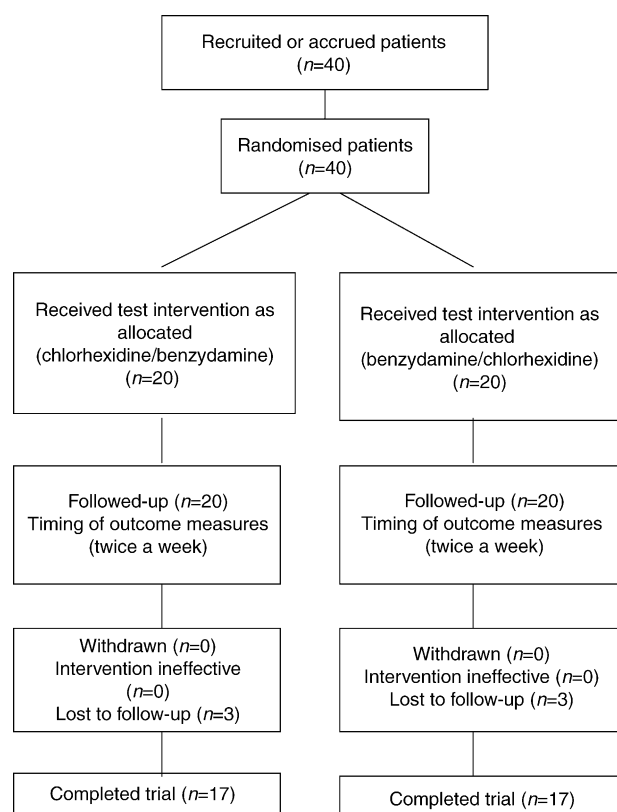 Recruited or accrued patients
(n=40)
Randomised patients
(n=40)
Received test intervention as
allocated
(chlorhexidine/benzydamine)
(n=20)
Received test intervention as
allocated
(benzydamine/chlorhexidine)
(n=20)
Followed-up (n=20)
Timing of outcome measures
(twice a week)
Followed-up (n=20)
Timing of outcome measures
(twice a week)
Withdrawn (n=0)
Intervention ineffective
(n=0)
Lost to follow-up (n=3)
Withdrawn (n=0)
Intervention ineffective (n=0)
Lost to follow-up (n=3)
Completed trial (n=17)
Completed trial (n=17)